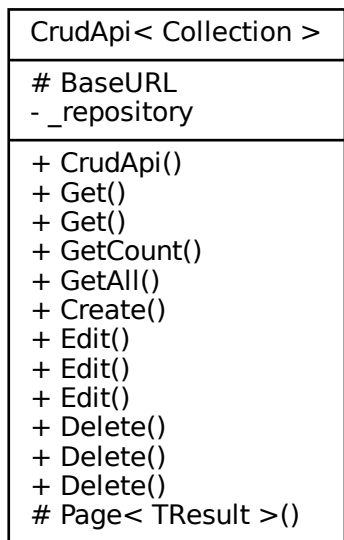 CrudApi< Collection >
# BaseURL
- _repository
+ CrudApi()
+ Get()
+ Get()
+ GetCount()
+ GetAll()
+ Create()
+ Edit()
+ Edit()
+ Edit()
+ Delete()
+ Delete()
+ Delete()
# Page< TResult >()